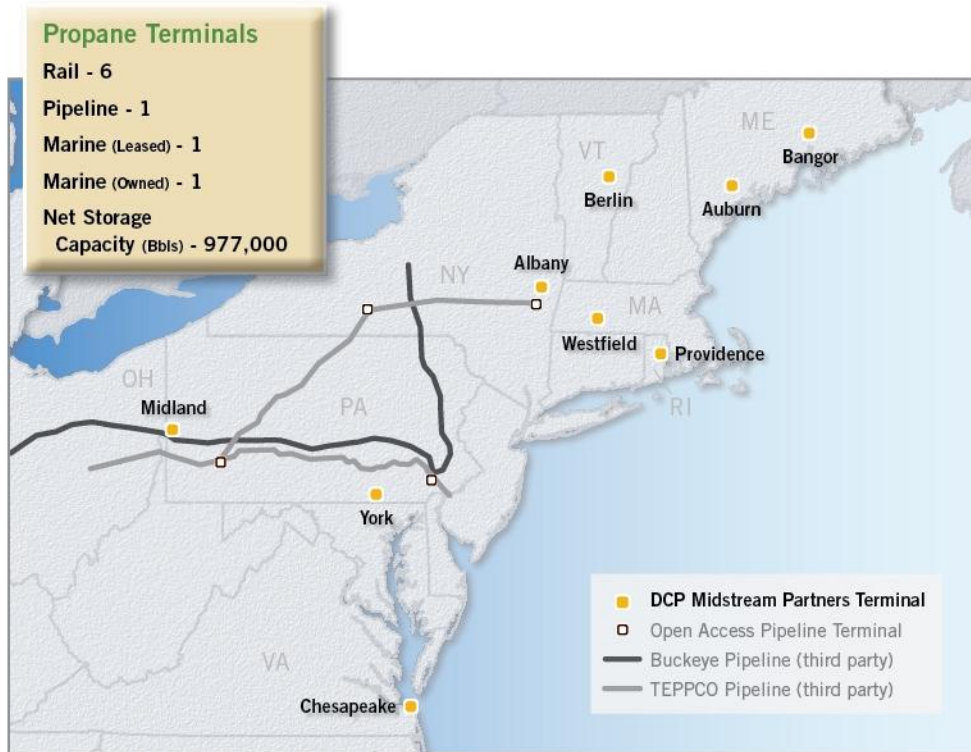 Propane Terminals
Rail - 6
Pipeline - 1
Marine (Leased) - 1
Marine (Owned) - 1
Net Storage
Capacity (Bbls) - 977,000
ME
VT
Bangor
Berlin
Auburn
Albany
NY
MA
Westfield
Providence
OH
Midland
PA
RI
York
DCP Midstream Partners Terminal
Open Access Pipeline Terminal
Buckeye Pipeline (third party)
TEPPCO Pipeline (third party)
VA
Chesapeake